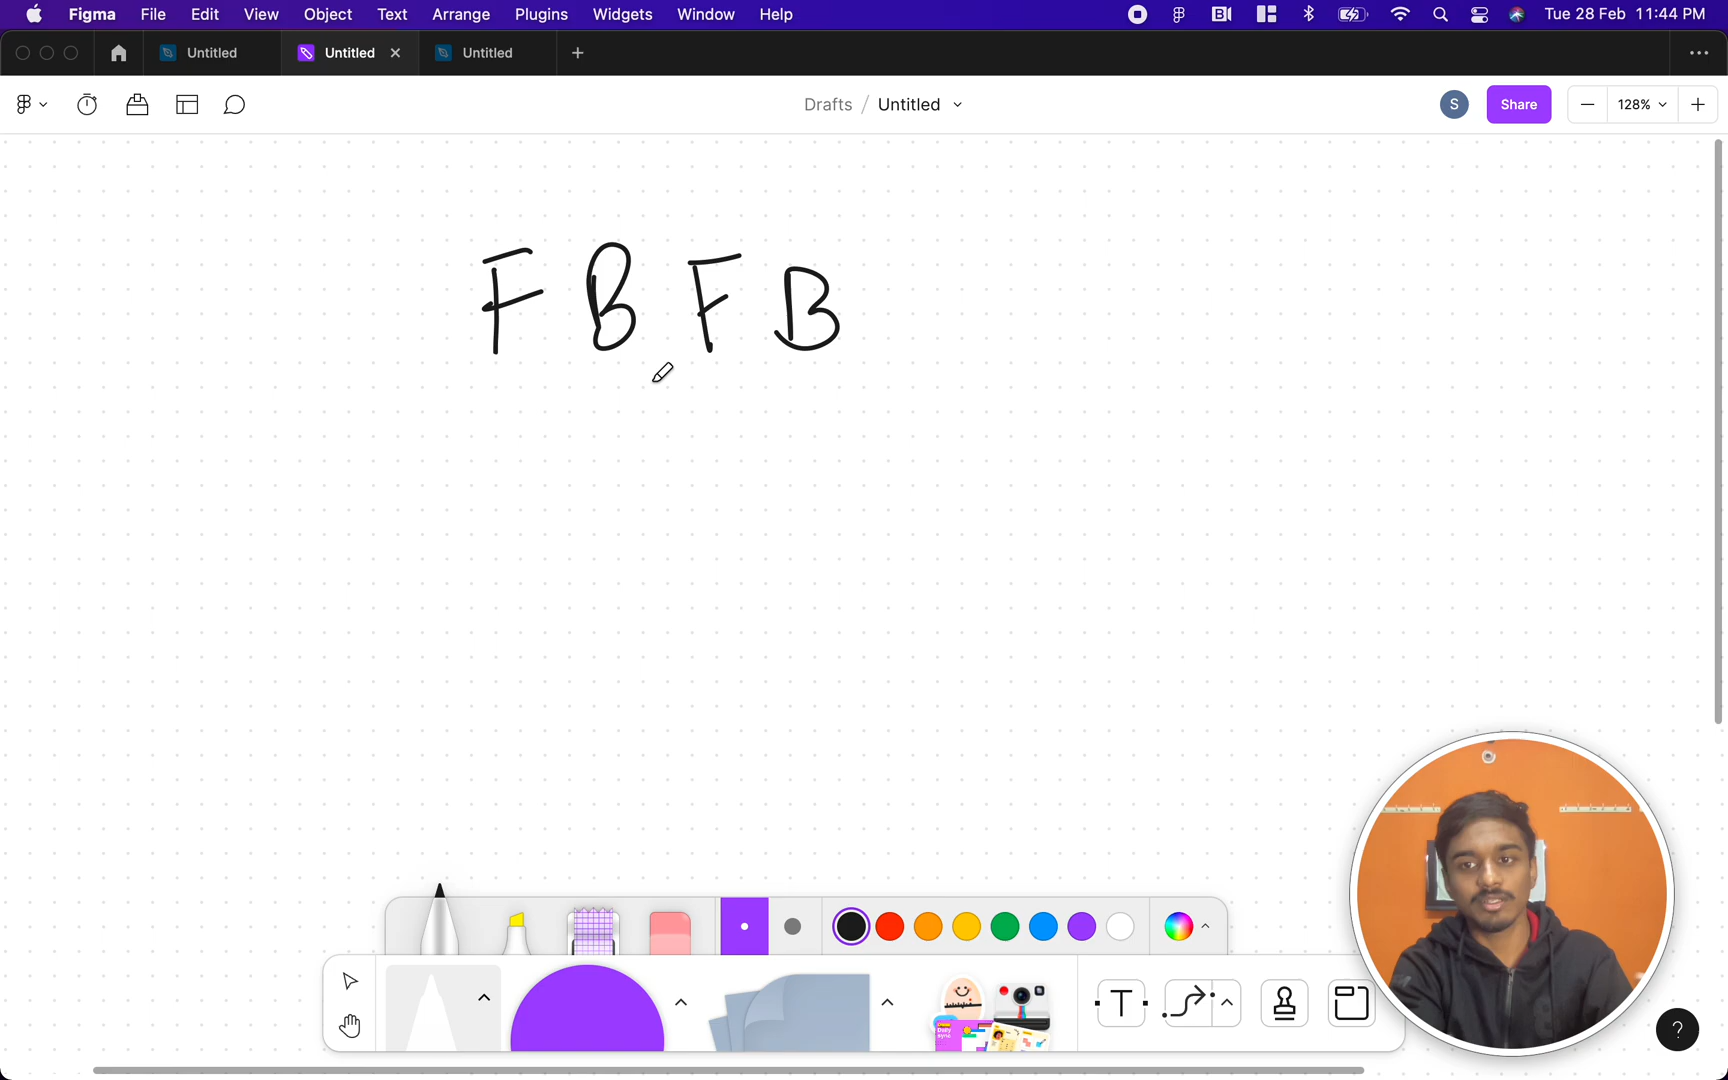 Figma File Edit View Object Text Arrange Plugins Widgets Window Help Tue 28 Feb 11:44 PM
Untitled Untitled Untitled
Drafts / Untitled S Share 128%
F B F B
T
?